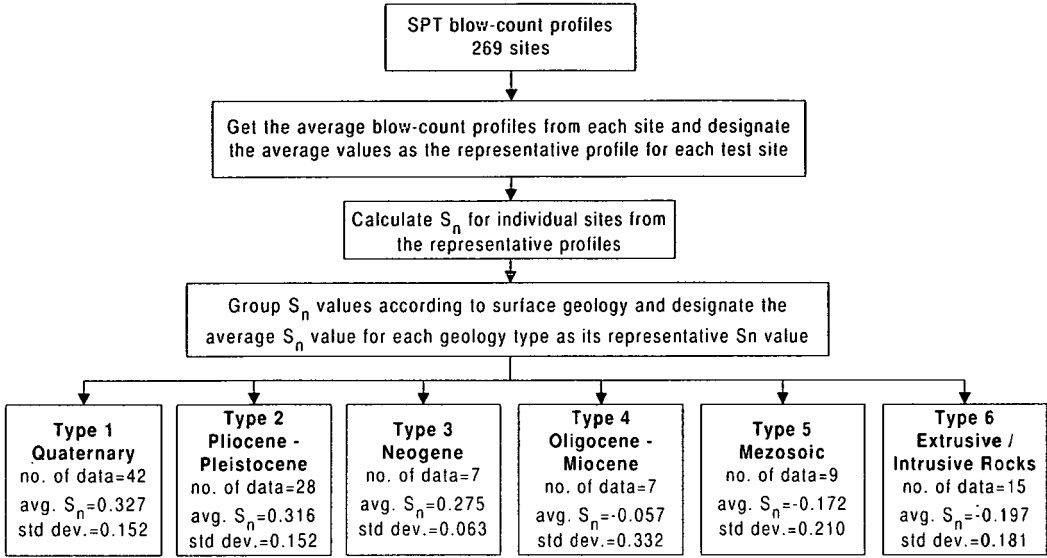 SPT blow-count profiles
269 sites
Get the average blow-count profiles from each site and designate
the average values as the representative profile for each test site
Calculate Sn for individual sites from
the representative profiles
Group Sn values according to surface geology and designate the
average Sn value for each geology type as its representative Sn value
Type 1
Quaternary
no. of data=42
avg. Sn=0.327
std dev.=0.152
Type 2
Pliocene -
Pleistocene
no. of data=28
avg. Sn=0.316
std dev.=0.152
Type 3
Neogene
no. of data=7
avg. Sn=0.275
std dev.=0.063
Type 4
Oligocene -
Miocene
no. of data=7
avg. Sn=-0.057
std dev.=0.332
Type 5
Mezosoic
no. of data=9
avg. Sn=-0.172
std dev.=0.210
Type 6
Extrusive /
Intrusive Rocks
no. of data=15
avg. Sn=-0.197
std dev.=0.181